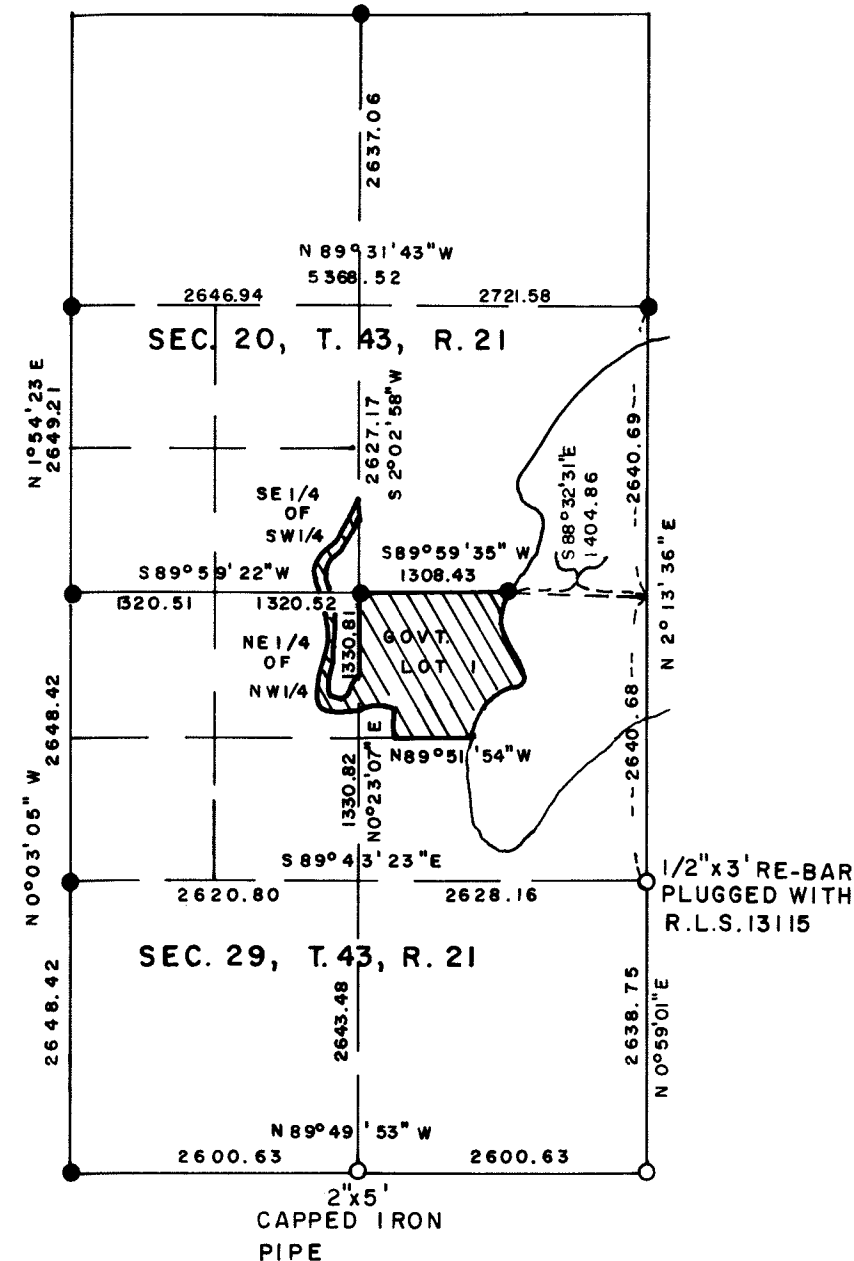 2637.06
N 89°31'43"W
5368.52
2646.94
2721.58
SEC. 20, T. 43, R. 21
N 1°54'23 E
2649.21
2627.17
S 2°02'58"W
2640.69
S88°32'31"E
1404.86
SE 1/4
OF
SW1/4
S89°59'35" W
1308.43
S89°59'22"W
1320.51
1320.52
N 2°13'36" E
NE 1/4
OF
NW1/4
1330.81
GOVT.
LOT 1
2648.42
N 0°03'05" W
2640.68
N89°51'54"W
1330.82
N0°23'07" E
S 89°43'23"E
2620.80
2628.16
1/2"x3' RE-BAR
PLUGGED WITH
R.L.S.13115
SEC. 29, T.43, R. 21
2648.42
2643.48
2638.75
N 0°59'01"E
N 89°49'53" W
2600.63
2600.63
2"x5'
CAPPED IRON
PIPE